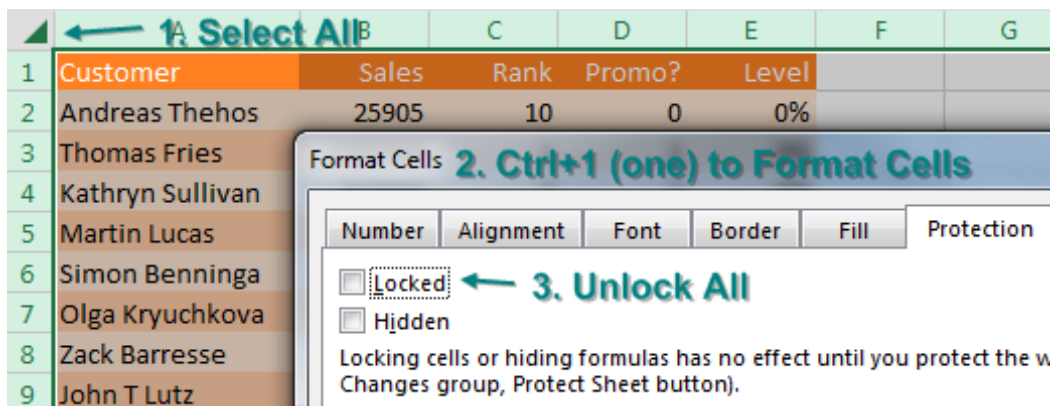 1. Select All
A B C D E F G
1 Customer Sales Rank Promo? Level
2 Andreas Thehos 25905 10 0 0%
3 Thomas Fries
Format Cells 2. Ctrl+1 (one) to Format Cells
4 Kathryn Sullivan
5 Martin Lucas
Number Alignment Font Border Fill Protection
6 Simon Benninga
Locked 3. Unlock All
7 Olga Kryuchkova
Hidden
8 Zack Barresse
Locking cells or hiding formulas has no effect until you protect the w
9 John T Lutz
Changes group, Protect Sheet button).